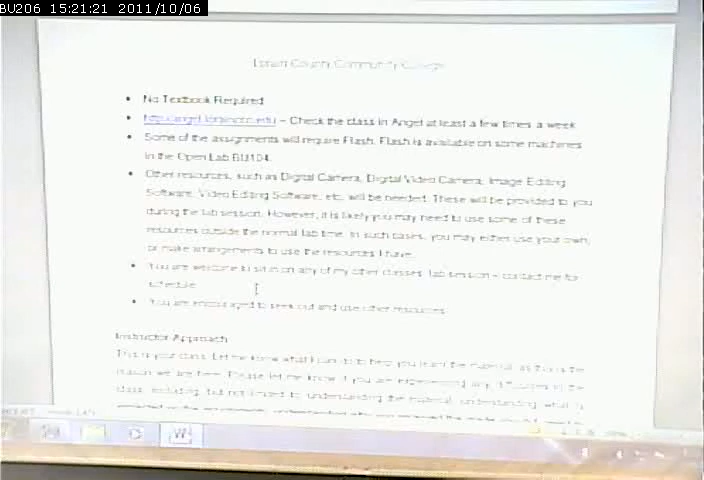 BU206 15:21:21 2011/10/06
Lorain County Community College
• No Textbook Required
• http://angel.lorainccc.edu – Check the class in Angel at least a few times a week
• Some of the assignments will require Flash. Flash is available on some machines
in the Open Lab BU104.
• Other resources, such as Digital Camera, Digital Video Camera, Image Editing
Software, Video Editing Software, etc. will be needed. These will be provided to you
during the lab session. However, it is likely you may need to use some of these
resources outside the normal lab time. In such cases, you may either use your own,
or make arrangements to use the resources I have.
• You are welcome to sit in on any of my other classes' lab session – contact me for
schedule.
• You are encouraged to seek out and use other resources.
Instructor Approach
This is your class. Let me know what I can do to help you learn the material, as this is the
reason we are here. Please let me know if you are experiencing any difficulties in the
class, including, but not limited to understanding the material, understanding what is